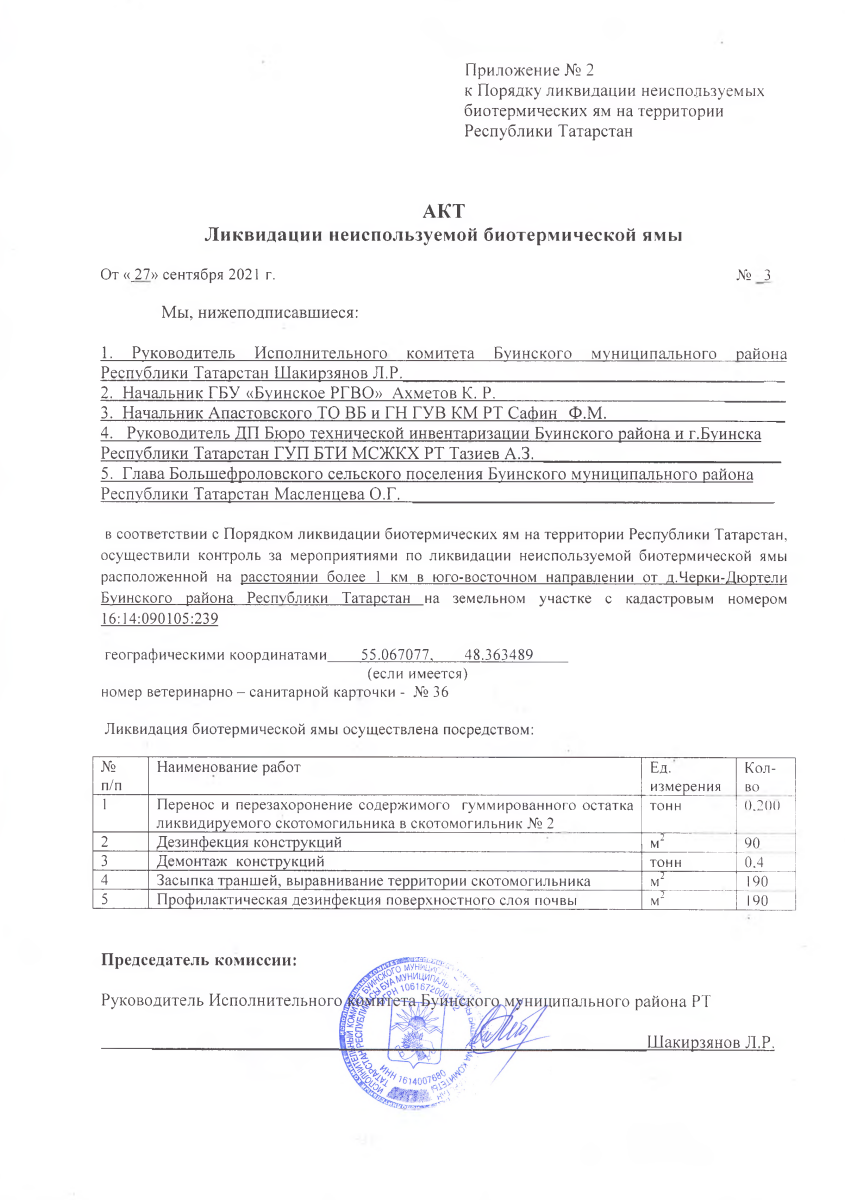 Приложение № 2
к Порядку ликвидации неиспользуемых
биотермических ям на территории
Республики Татарстан
АКТ
Ликвидации неиспользуемой биотермической ямы
От « 27» сентября 2021 г. № 3
Мы, нижеподписавшиеся:
1. Руководитель Исполнительного комитета Буинского муниципального района
Республики Татарстан Шакирзянов Л.Р.
2. Начальник ГБУ «Буинское РГВО» Ахметов К. Р.
3. Начальник Апастовского ТО ВБ и ГН ГУВ КМ РТ Сафин Ф.М.
4. Руководитель ДП Бюро технической инвентаризации Буинского района и г.Буинска
Республики Татарстан ГУП БТИ МСЖКХ РТ Тазиев А.З.
5. Глава Большефроловского сельского поселения Буинского муниципального района
Республики Татарстан Масленцева О.Г.
в соответствии с Порядком ликвидации биотермических ям на территории Республики Татарстан,
осуществили контроль за мероприятиями по ликвидации неиспользуемой биотермической ямы
расположенной на расстоянии более 1 км в юго-восточном направлении от д.Черки-Дюртели
Буинского района Республики Татарстан на земельном участке с кадастровым номером
16:14:090105:239
географическими координатами 55.067077, 48.363489
(если имеется)
номер ветеринарно – санитарной карточки - № 36
Ликвидация биотермической ямы осуществлена посредством:
№ Наименование работ Ед. Кол-
п/п измерения во
1 Перенос и перезахоронение содержимого гуммированного остатка тонн 0,200
ликвидируемого скотомогильника в скотомогильник № 2
2 Дезинфекция конструкций м² 90
3 Демонтаж конструкций тонн 0,4
4 Засыпка траншей, выравнивание территории скотомогильника м² 190
5 Профилактическая дезинфекция поверхностного слоя почвы м² 190
Председатель комиссии:
Руководитель Исполнительного комитета Буинского муниципального района РТ
Шакирзянов Л.Р.
ИНН 1614007680